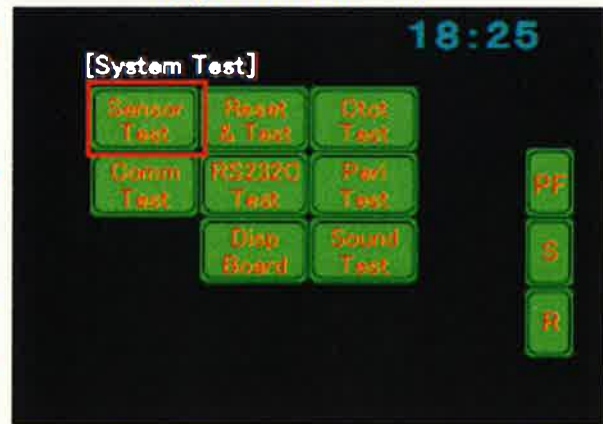 18:25
[System Test]
Sensor
Test
Reset
& Test
Ctct
Test
Comm
Test
RS232C
Test
Peri
Test
Disp
Board
Sound
Test
PF
S
R